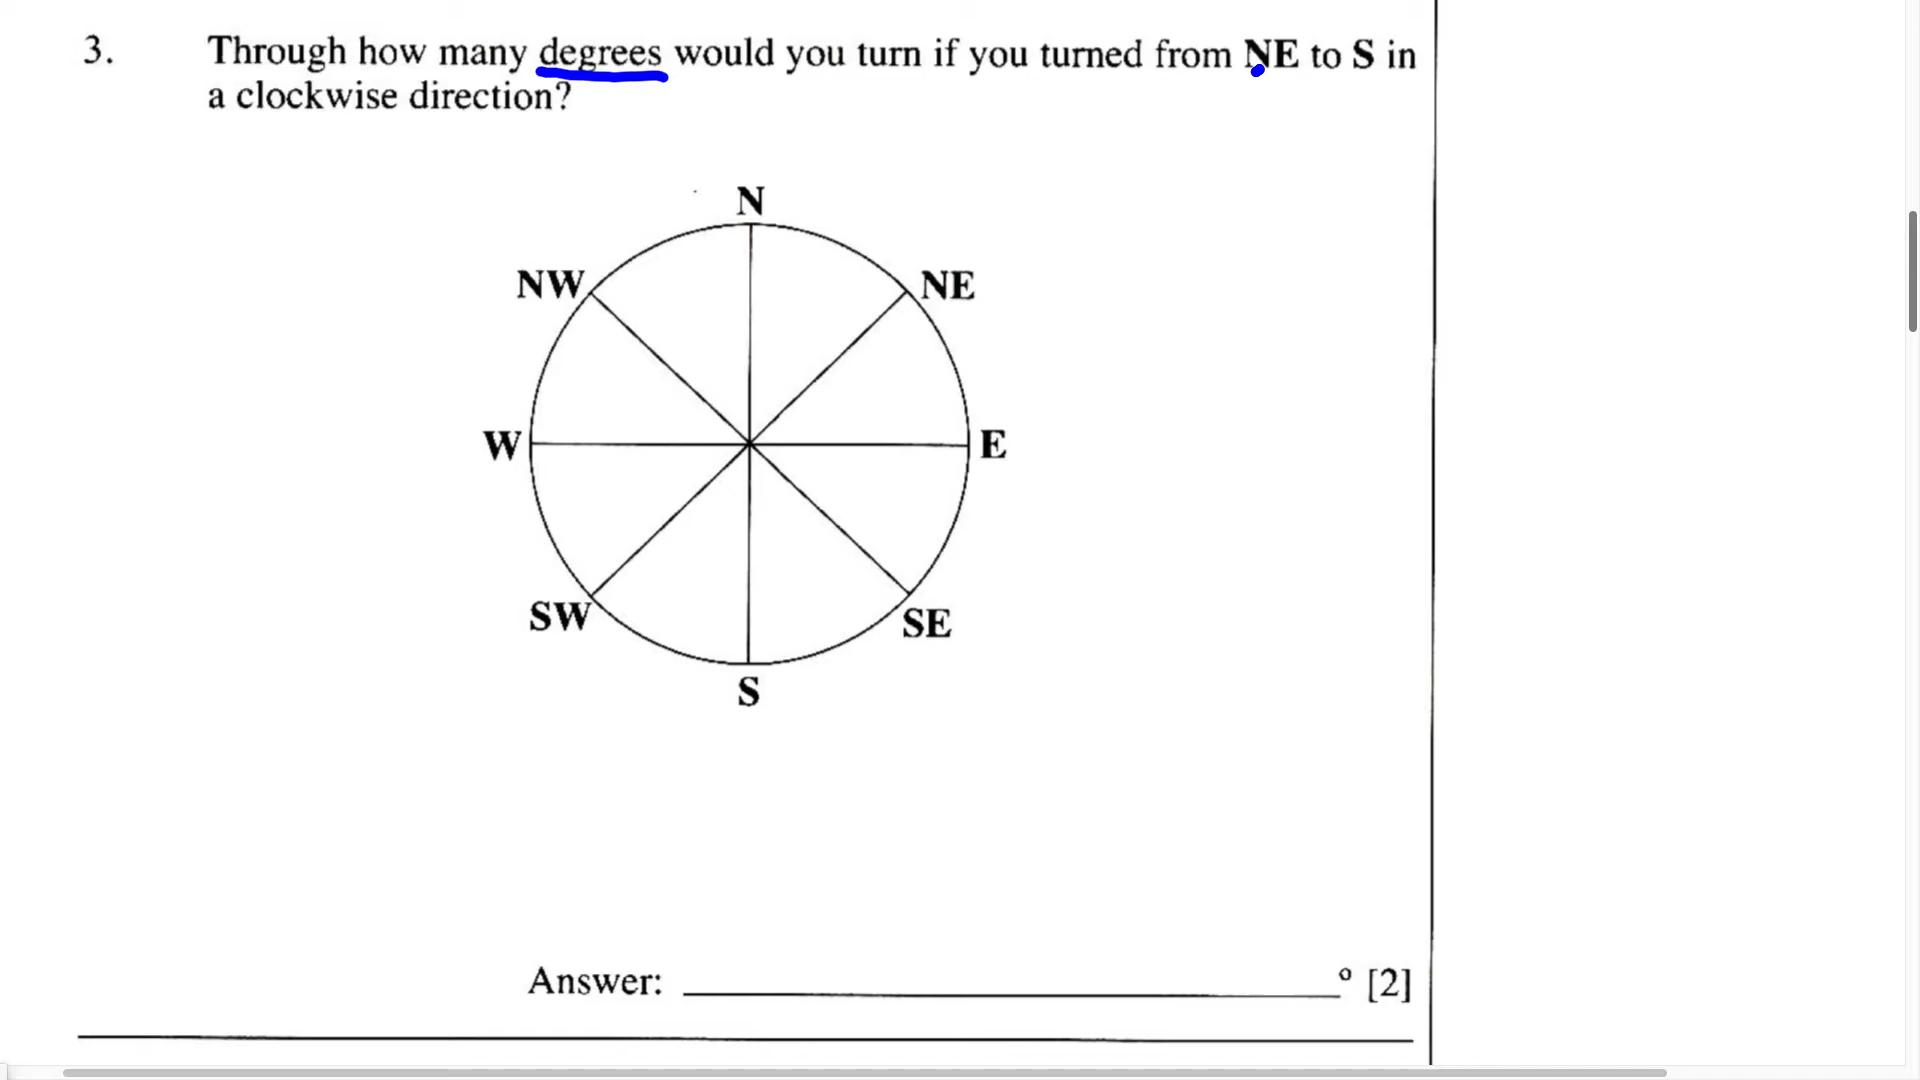 3. Through how many degrees would you turn if you turned from NE to S in
a clockwise direction?
N
NW
NE
W
E
SW
SE
S
Answer: ° [2]